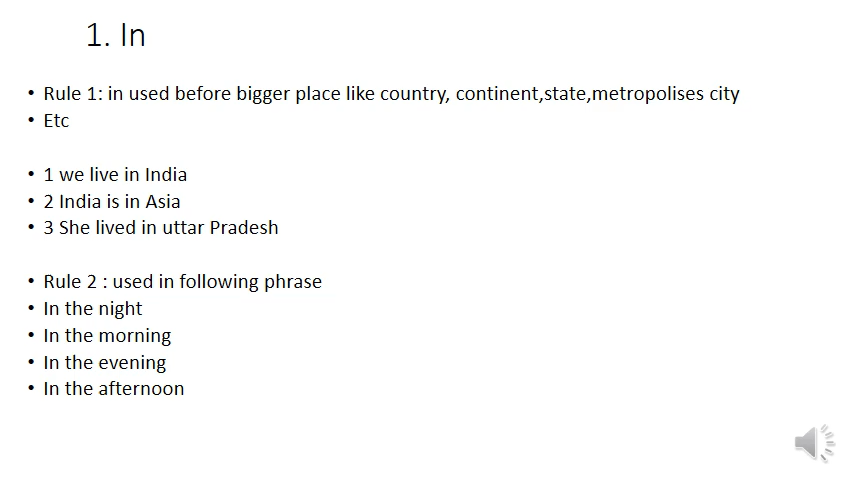 1. In
• Rule 1: in used before bigger place like country, continent,state,metropolises city
• Etc
• 1 we live in India
• 2 India is in Asia
• 3 She lived in uttar Pradesh
• Rule 2 : used in following phrase
• In the night
• In the morning
• In the evening
• In the afternoon